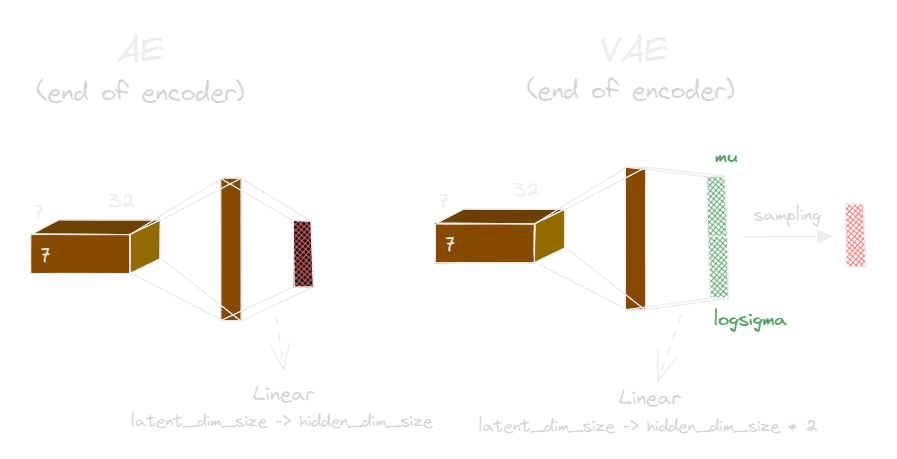 AE
(end of encoder)
7
32
7
Linear
latent_dim_size -> hidden_dim_size
VAE
(end of encoder)
7
32
7
mu
sampling
logsigma
Linear
latent_dim_size -> hidden_dim_size * 2